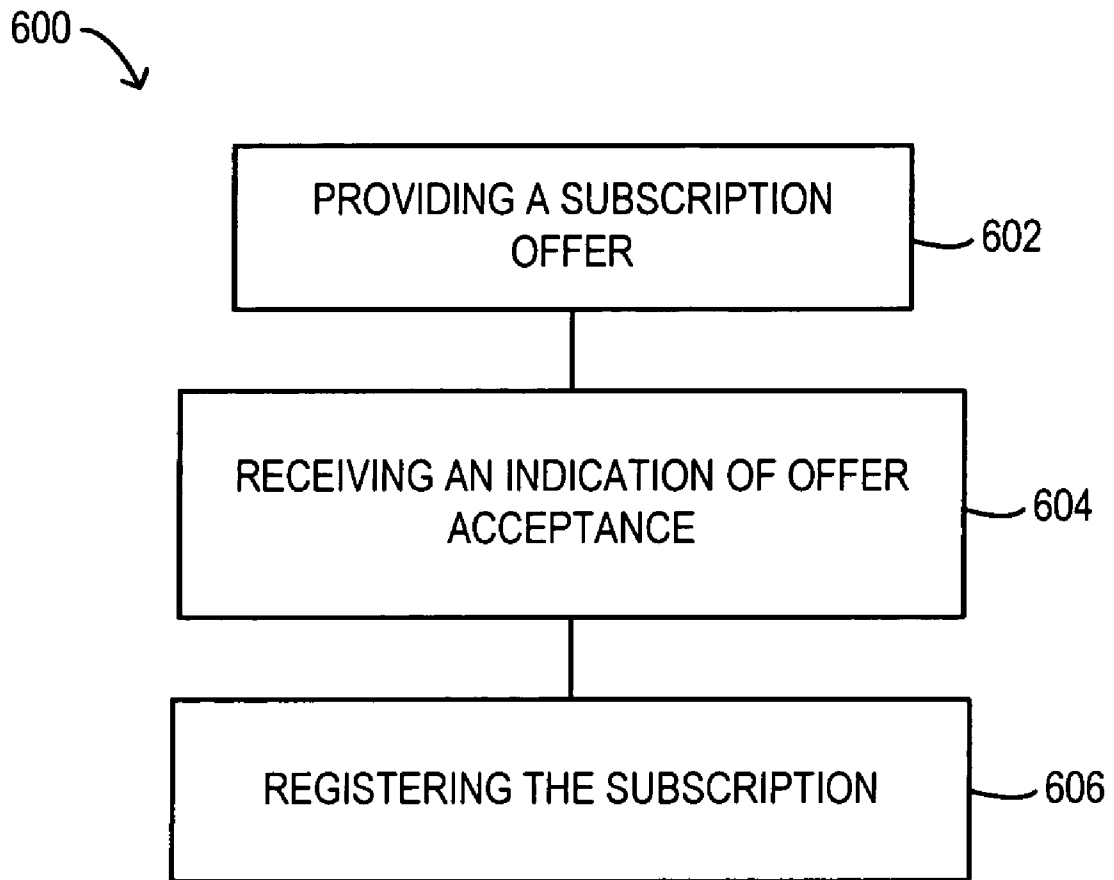 600
PROVIDING A SUBSCRIPTION
OFFER
602
RECEIVING AN INDICATION OF OFFER
ACCEPTANCE
604
REGISTERING THE SUBSCRIPTION
606